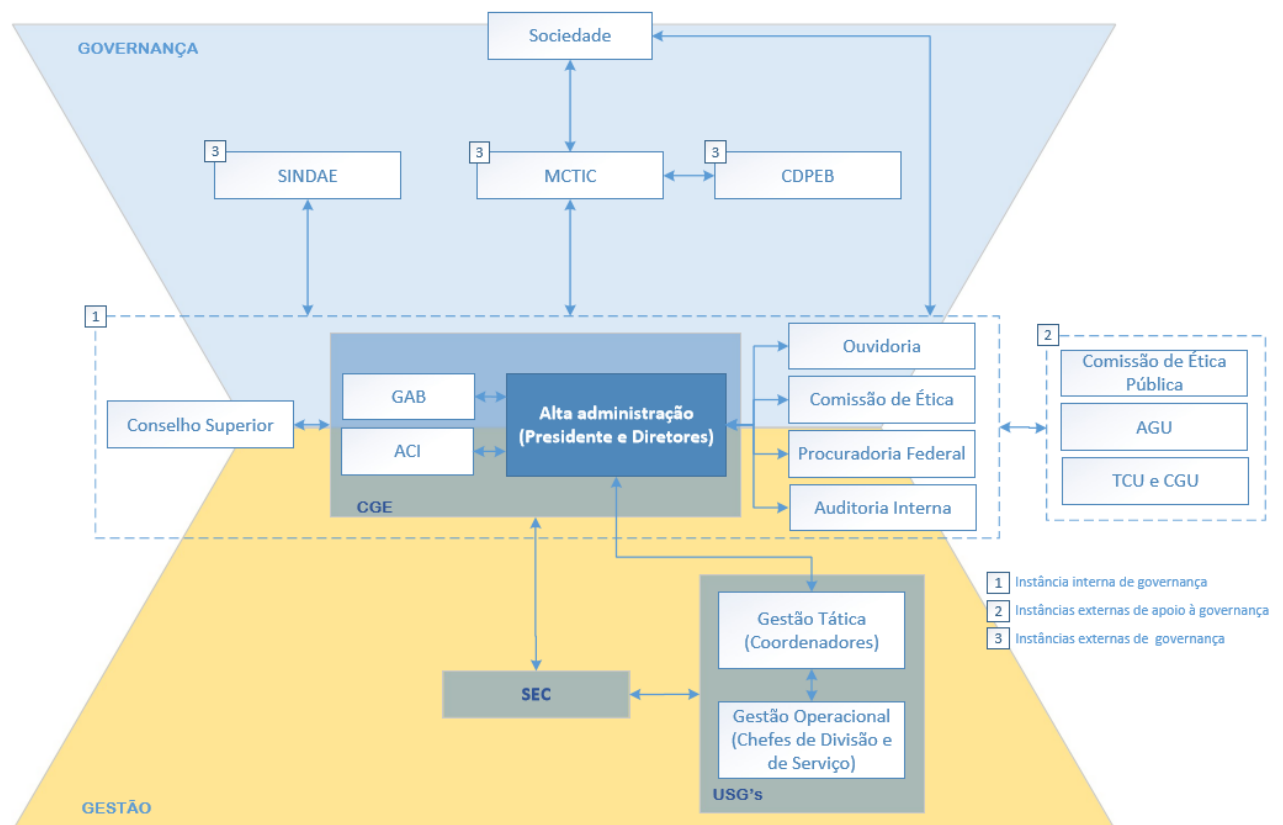 GOVERNANÇA
Sociedade
3
SINDAE
3
MCTIC
3
CDPEB
1
Conselho Superior
GAB
ACI
CGE
Alta administração
(Presidente e Diretores)
Ouvidoria
Comissão de Ética
Procuradoria Federal
Auditoria Interna
2
Comissão de Ética
Pública
AGU
TCU e CGU
1 Instância interna de governança
2 Instâncias externas de apoio à governança
3 Instâncias externas de governança
Gestão Tática
(Coordenadores)
SEC
Gestão Operacional
(Chefes de Divisão e
de Serviço)
USG's
GESTÃO